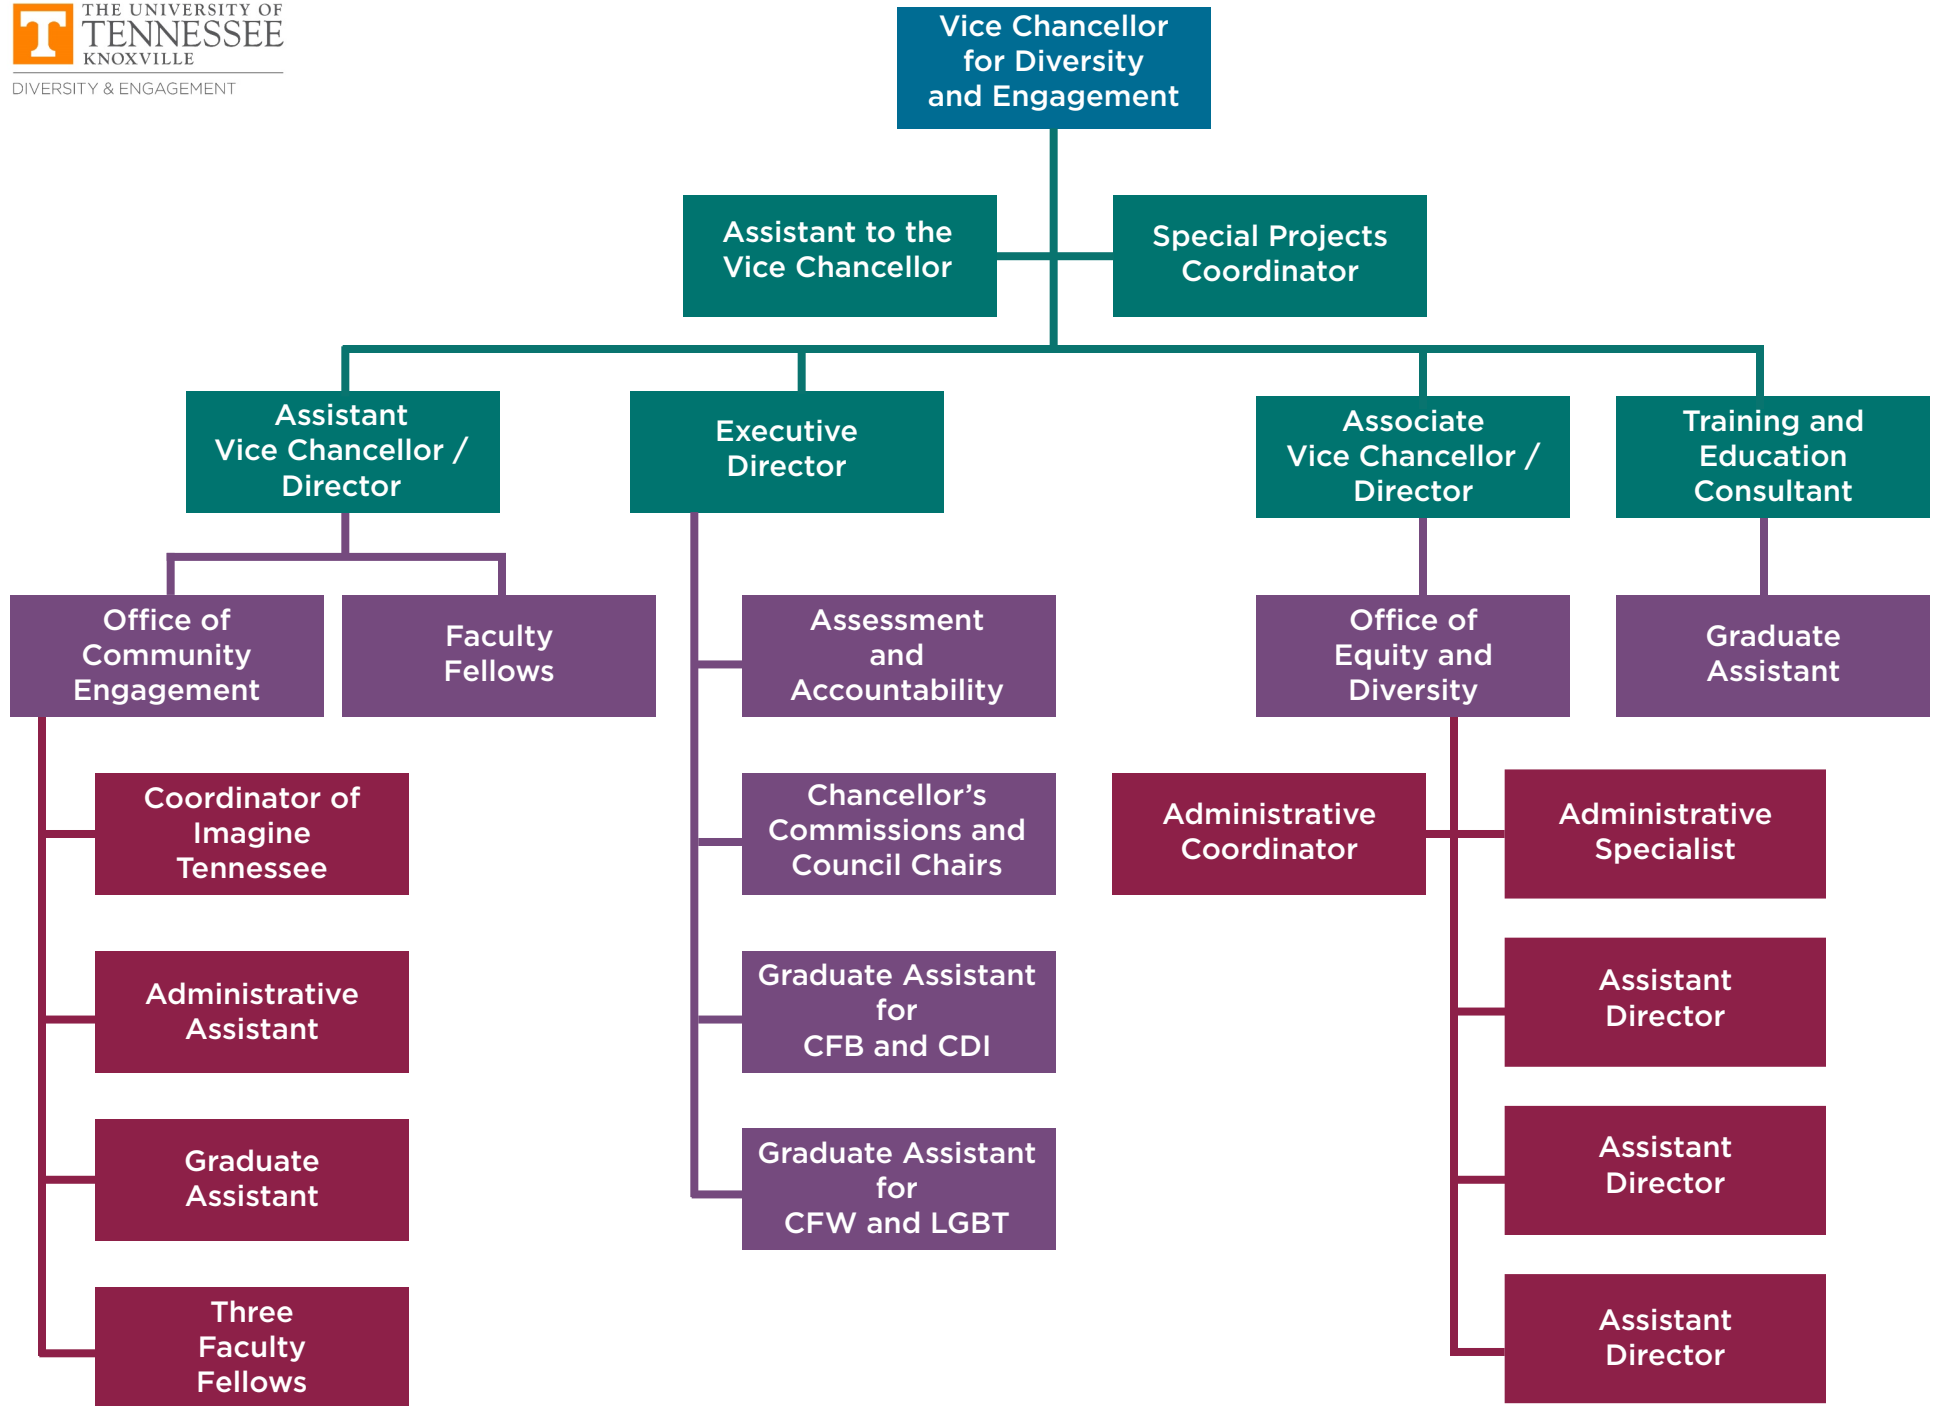 THE UNIVERSITY OF
TENNESSEE
KNOXVILLE
DIVERSITY & ENGAGEMENT
Vice Chancellor
for Diversity
and Engagement
Assistant to the
Vice Chancellor
Special Projects
Coordinator
Assistant
Vice Chancellor /
Director
Executive
Director
Associate
Vice Chancellor /
Director
Training and
Education
Consultant
Office of
Community
Engagement
Faculty
Fellows
Assessment
and
Accountability
Office of
Equity and
Diversity
Graduate
Assistant
Coordinator of
Imagine
Tennessee
Chancellor’s
Commissions and
Council Chairs
Administrative
Coordinator
Administrative
Specialist
Administrative
Assistant
Graduate Assistant
for
CFB and CDI
Assistant
Director
Graduate
Assistant
Graduate Assistant
for
CFW and LGBT
Assistant
Director
Three
Faculty
Fellows
Assistant
Director